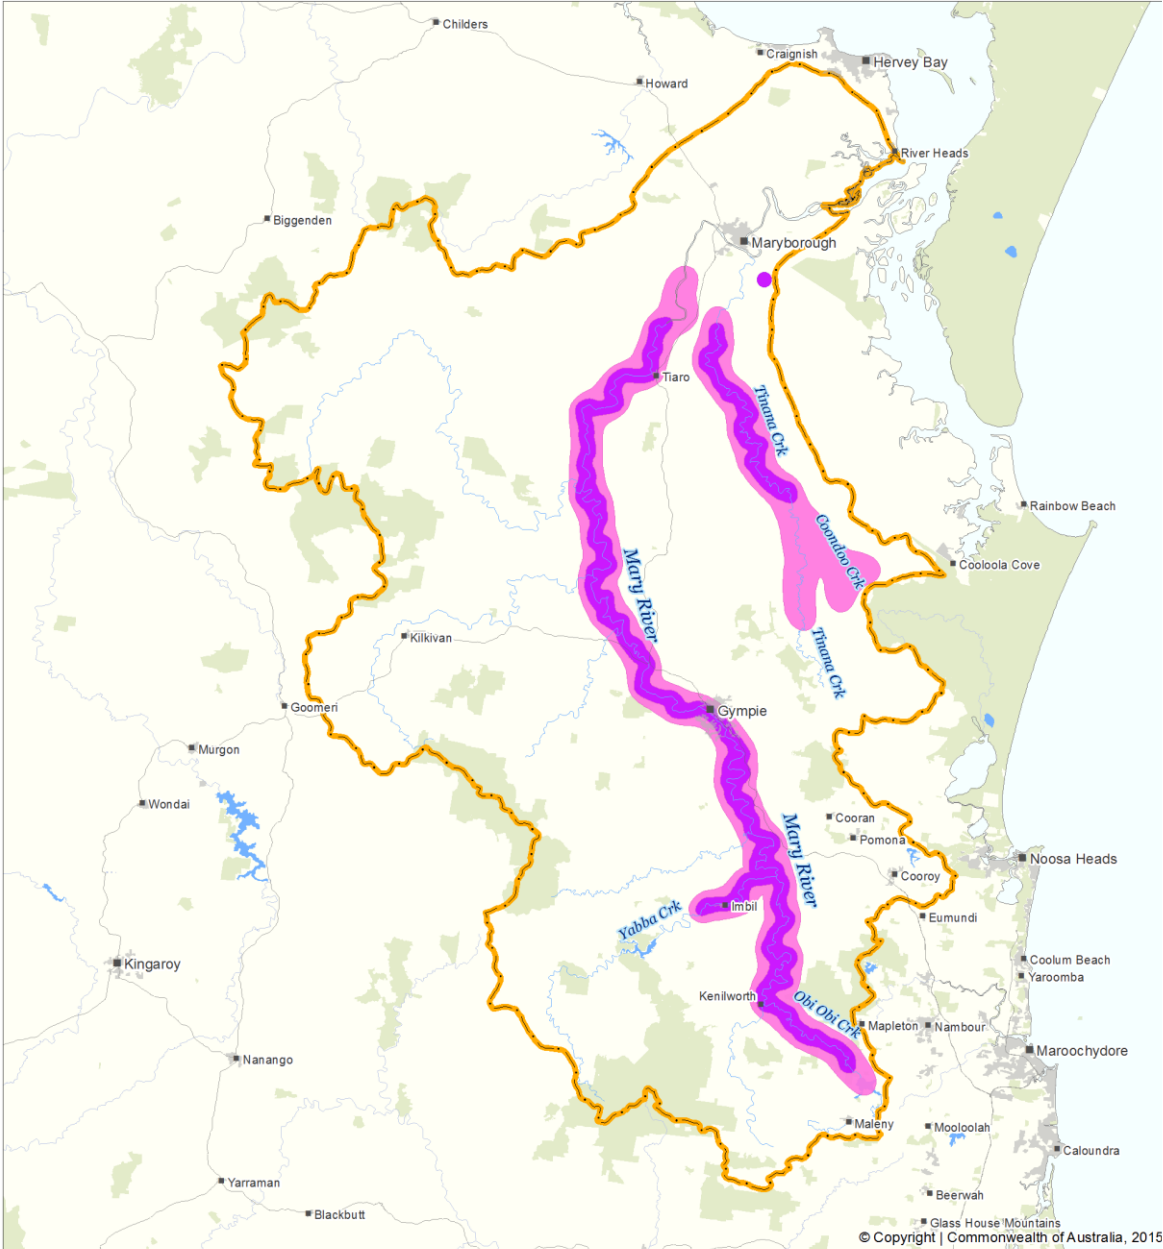 Childers
Craignish
Hervey Bay
Howard
River Heads
Biggenden
Maryborough
Tiaro
Tinana Crk
Rainbow Beach
Coondoo Crk
Mary River
Cooloola Cove
Kilkivan
Tinana Crk
Goomeri
Gympie
Murgon
Wondai
Mary River
Cooran
Pomona
Noosa Heads
Cooroy
Imbil
Yabba Crk
Eumundi
Kingaroy
Coolum Beach
Yaroomba
Kenilworth
Obi Obi Crk
Mapleton
Nambour
Maroochydore
Nanango
Maleny
Mooloolah
Caloundra
Yarraman
Beerwah
Blackbutt
Glass House Mountains
© Copyright | Commonwealth of Australia, 2015